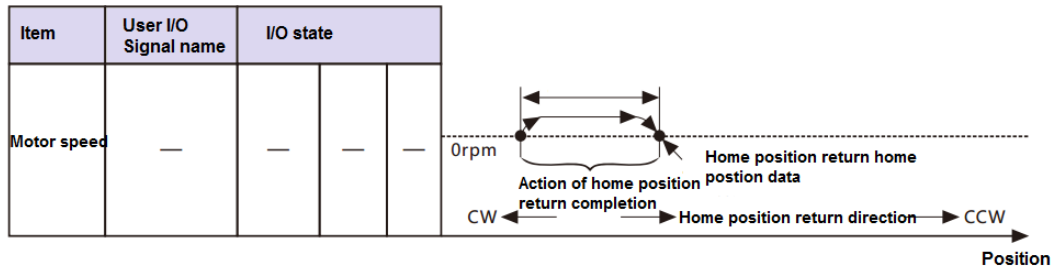 Item
User I/O
Signal name
I/O state
Motor speed
—
—
—
—
0rpm
Home position return home
postion data
Action of home position
return completion
CW
Home position return direction
CCW
Position